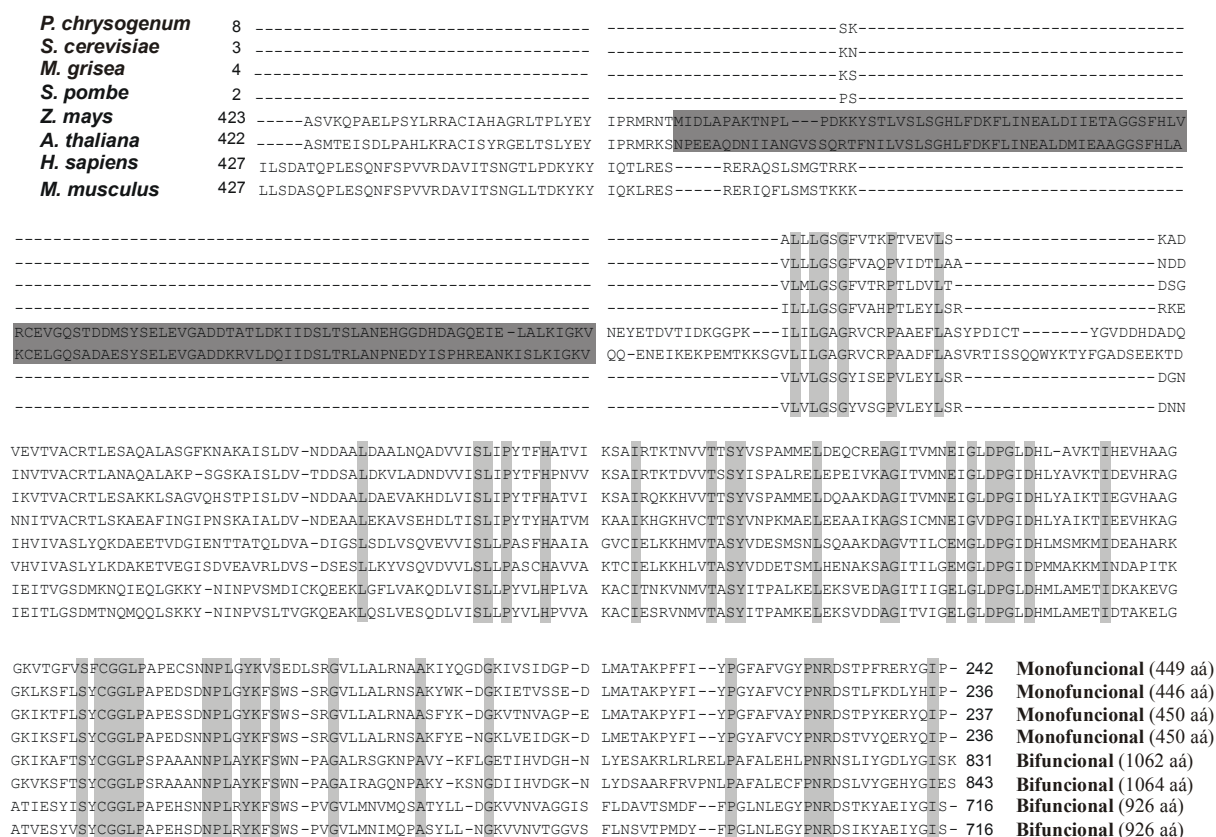 P. chrysogenum 8 ---------------------------------------- ----------------------------SK---------------------------------------
S. cerevisiae 3 ---------------------------------------- ----------------------------KN---------------------------------------
M. grisea 4 ---------------------------------------- ----------------------------KS---------------------------------------
S. pombe 2 ---------------------------------------- ----------------------------PS---------------------------------------
Z. mays 423 -----ASVKQPAELPSYLRRACIAHAGRLTPLYEY IPRMRNTMIDLAPAKTNPL---PDKKYSTLVSLSGHLFDKFLINEALDIIETAGGSFHLV
A. thaliana 422 -----ASMTEISDLPAHLKRACISYRGELTSLYEY IPRMRKSNPEEAQDNIIANGVSSQRTFNILVSLSGHLFDKFLINEALDMIEAAGGSFHLA
H. sapiens 427 ILSDATQPLESQNFSPVVRDAVITSNGTLPDKYKY IQTLRES-----RERAQSLSMGTRRK---------------------------------------
M. musculus 427 LLSDASQPLESQNFSPVVRDAVITSNGLLTDKYKY IQKLRES-----RERIQFLSMSTKKK---------------------------------------
---------------------------------------------------------------------- ---------------------ALLLGSGFVTKPTVEVLS---------------------KAD
---------------------------------------------------------------------- ---------------------VLLLGSGFVAQPVIDTLAA--------------------NDD
---------------------------------------------------------------------- ---------------------VLMLGSGFVTRPTLDVLT---------------------DSG
---------------------------------------------------------------------- ---------------------ILLLGSGFVAHPTLEYLSR--------------------RKE
RCEVGQSTDDMSYSELEVGADDTATLDKIIDSLTSLANEHGGDHDAGQEIE-LALKIGKV NEYETDVTIDKGGPK-ILILGAGRVCRPAAEFLASYPDICT------YGVDDHDADQ
KCELGQSADAESYSELEVGADDKRVLDQIIDSLTRLANPNEDYISPHREANKISLKIGKV QQ-ENEIKEKPEMTKKSGVLILGAGRVCRPAADFLASVRTISSQQWYKTYFGADSEEKTD
---------------------------------------------------------------------- ---------------------VLVLGSGYISEPVLEYLSR--------------------DGN
---------------------------------------------------------------------- ---------------------VLVLGSGYVSGPVLEYLSR--------------------DNN
VEVTVACRTLESAQALASGFKNAKAISLDV-NDDAALDAALNQADVVISLIPYTFHATVI KSAIRTKTNVVTTSYVSPAMMELDEQCREAGITVMNEIGLDPGLDHL-AVKTIHEVHAAG
INVTVACRTLANAQALAKP-SGSKAISLDV-TDDSALDKVLADNDVVISLIPYTFHPNVV KSAIRTKTDVVTSSYVSPALRELEPEIVKAGITVMNEIGLDPGIDHLYAVKTIDEVHRAG
IKVTVACRTLESAKKLSAGVQHSTPISLDV-NDDAALDAEVAKHDLVISLIPYTFHATVI KSAIRQKKHVVTTSYVSPAMMELDQAAKDAGITVMNEIGLDPGIDHLYAIKTIEGVHAAG
NNITVACRTLSKAEAFINGIPNSKAIALDV-NDEAALEKAVSEHDLTISLIPYTYHATVM KAAIKHGKHVCTTSYVNPKMAELEEAAIKAGSICMNEIGVDPGIDHLYAIKTIEEVHKAG
IHVIVASLYQKDAEETVDGIENTTATQLDVA-DIGSLSDLVSQVEVVISLLPASFHAAIA GVCIELKKHMVTASYVDESMSNLSQAAKDAGVTILCEMGLDPGIDHLMSMKMIDEAHARK
VHVIVASLYLKDAKETVEGISDVEAVRLDVS-DSESLLKYVSQVDVVLSLLPASCHAVVA KTCIELKKHLVTASYVDDETSMLHENAKSAGITILGEMGLDPGIDPMMAKKMINDAPITK
IEITVGSDMKNQIEQLGKKY-NINPVSMDICKQEEKLGFLVAKQDLVISLLPYVLHPLVA KACITNKVNMVTASYITPALKELEKSVEDAGITIIGELGLDPGLDHMLAMETIDKAKEVG
IEITLGSDMTNQMQQLSKKY-NINPVSLTVGKQEAKLQSLVESQDLVISLLPYVLHPVVA KACIESRVNMVTASYITPAMKELEKSVDDAGITVIGELGLDPGLDHMLAMETIDTAKELG
GKVTGFVSFCGGLPAPECSNNPLGYKVSEDLSRGVLLALRNAAKIYQGDGKIVSIDGP-D LMATAKPFFI--YPGFAFVGYPNRDSTPFRERYGIP- 242 Monofuncional (449 aá)
GKLKSFLSYCGGLPAPEDSDNPLGYKFSWS-SRGVLLALRNSAKYWK-DGKIETVSSE-D LMATAKPYFI--YPGYAFVCYPNRDSTLFKDLYHIP- 236 Monofuncional (446 aá)
GKIKTFLSYCGGLPAPESSDNPLGYKFSWS-SRGVLLALRNAASFYK-DGKVTNVAGP-E LMATAKPYFI--YPGFAFVAYPNRDSTPYKERYQIP- 237 Monofuncional (450 aá)
GKIKSFLSYCGGLPAPEDSNNPLGYKFSWS-SRGVLLALRNSAKFYE-NGKLVEIDGK-D LMETAKPYFI--YPGYAFVCYPNRDSTVYQERYQIP- 236 Monofuncional (450 aá)
GKIKAFTSYCGGLPSPAAANNPLAYKFSWN-PAGALRSGKNPAVY-KFLGETIHVDGH-N LYESAKRLRLRELPAFALEHLPNRNSLIYGDLYGISK 831 Bifuncional (1062 aá)
GKVKSFTSYCGGLPSRAAANNPLAYKFSWN-PAGAIRAGQNPAKY-KSNGDIIHVDGK-N LYDSAARFRVPNLPAFALECFPNRDSLVYGEHYGIES 843 Bifuncional (1064 aá)
ATIESYISYCGGLPAPEHSNNPLRYKFSWS-PVGVLMNVMQSATYLL-DGKVVNVAGGIS FLDAVTSMDF--FPGLNLEGYPNRDSTKYAEIYGIS- 716 Bifuncional (926 aá)
ATVESYVSYCGGLPAPEHSDNPLRYKFSWS-PVGVLMNIMQPASYLL-NGKVVNVTGGVS FLNSVTPMDY--FPGLNLEGYPNRDSTKYAEIYGIS- 716 Bifuncional (926 aá)